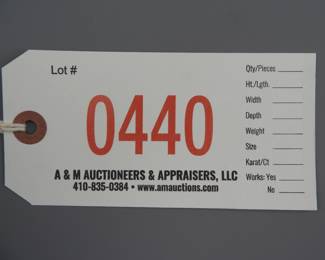 Lot #
0440
A & M AUCTIONEERS & APPRAISERS, LLC
410-835-0384 • www.amauctions.com
Qty/Pieces
Ht./Lgth.
Width
Depth
Weight
Size
Karat/Ct
Works: Yes
No